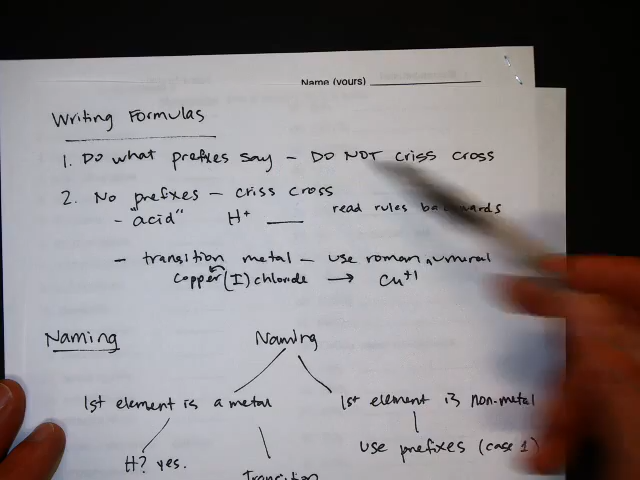 Name (yours)
Writing Formulas
1. Do what prefixes say – DO NOT criss cross
2. No prefixes – criss cross
- "acid" H+ ___ read rules backwards
- transition metal – use roman numeral
copper (I) chloride → Cu+1
Naming
Naming
1st element is a metal
1st element is non-metal
H? yes.
use prefixes (case 1)
Transition